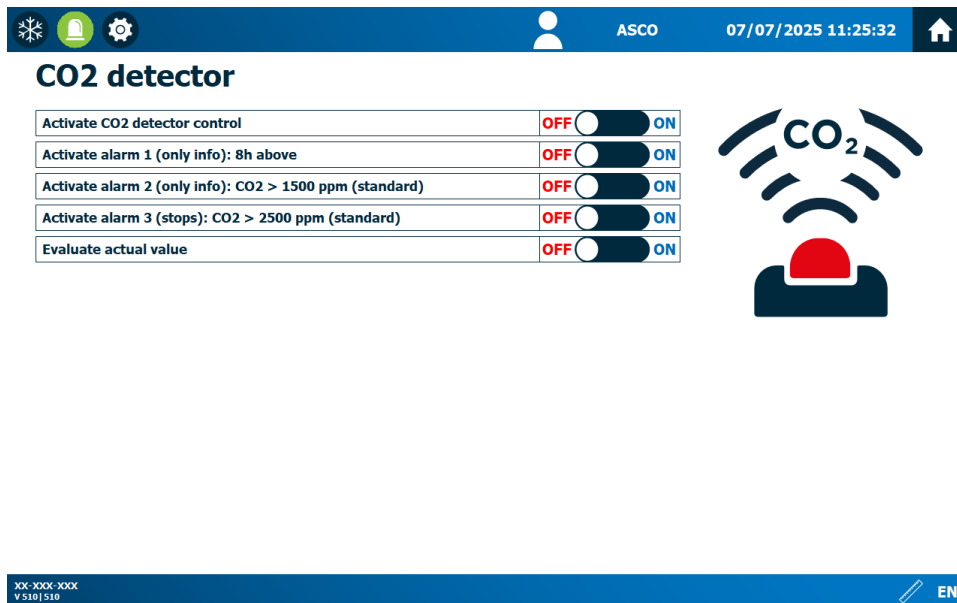 ASCO 07/07/2025 11:25:32
CO2 detector
Activate CO2 detector control OFF ON
Activate alarm 1 (only info): 8h above OFF ON
Activate alarm 2 (only info): CO2 > 1500 ppm (standard) OFF ON
Activate alarm 3 (stops): CO2 > 2500 ppm (standard) OFF ON
Evaluate actual value OFF ON
CO2
XX-XXX-XXX
V 510|510
EN